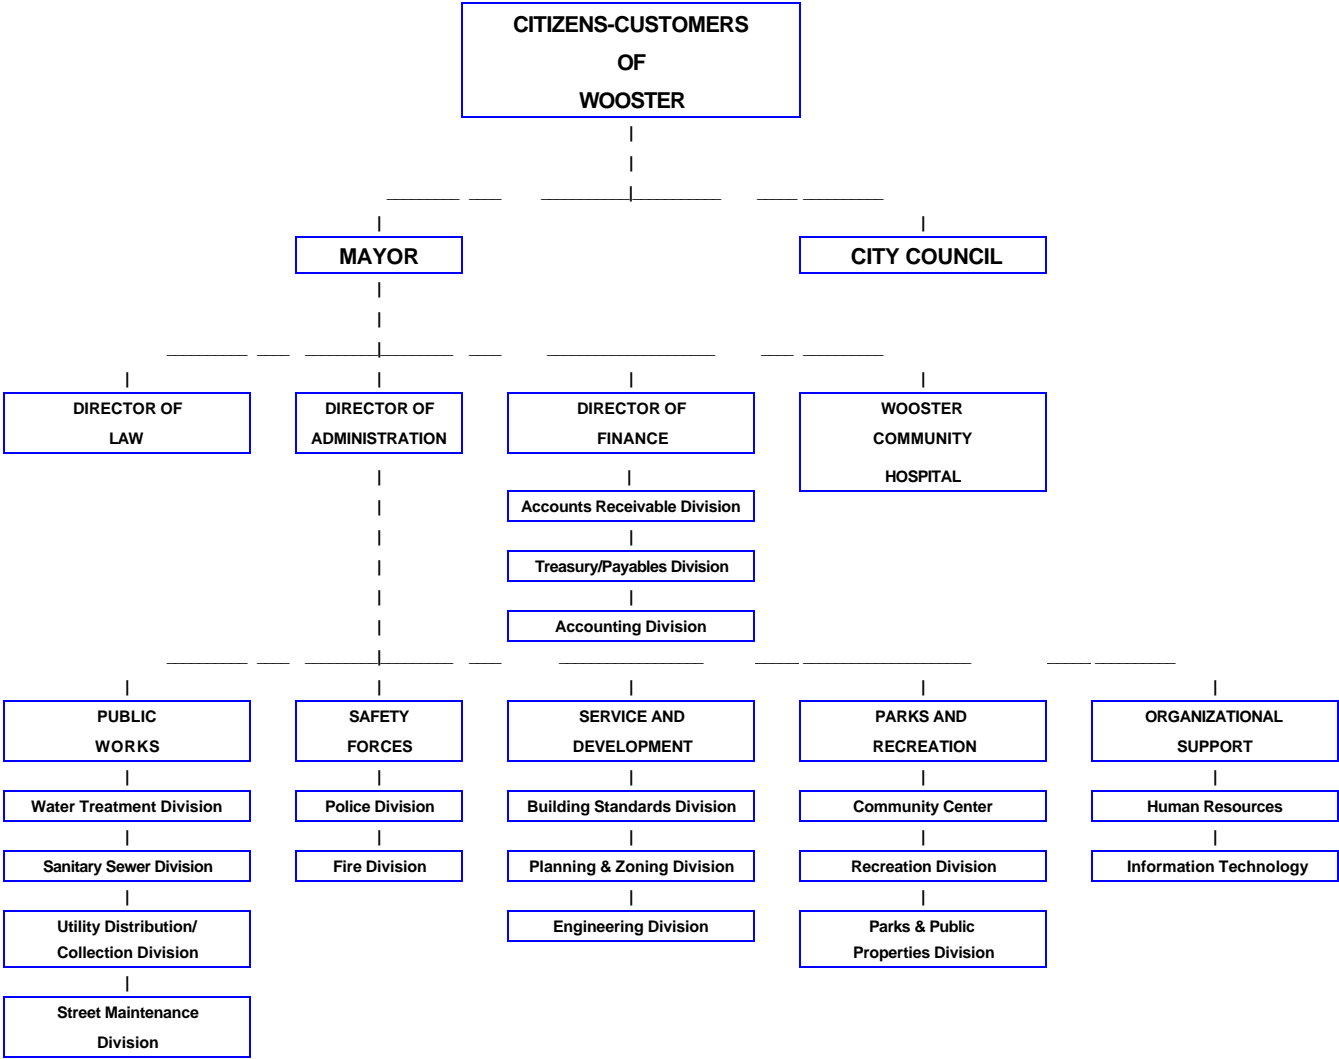 CITIZENS-CUSTOMERS
OF
WOOSTER
MAYOR
CITY COUNCIL
DIRECTOR OF
LAW
DIRECTOR OF
ADMINISTRATION
DIRECTOR OF
FINANCE
WOOSTER
COMMUNITY
HOSPITAL
Accounts Receivable Division
Treasury/Payables Division
Accounting Division
PUBLIC
WORKS
SAFETY
FORCES
SERVICE AND
DEVELOPMENT
PARKS AND
RECREATION
ORGANIZATIONAL
SUPPORT
Water Treatment Division
Police Division
Building Standards Division
Community Center
Human Resources
Sanitary Sewer Division
Fire Division
Planning & Zoning Division
Recreation Division
Information Technology
Utility Distribution/
Collection Division
Engineering Division
Parks & Public
Properties Division
Street Maintenance
Division